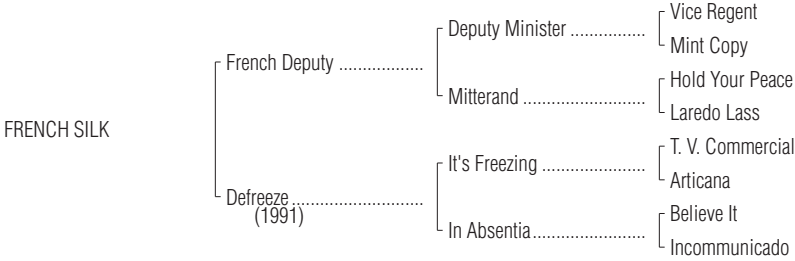 Vice Regent
Deputy Minister ................
Mint Copy
French Deputy ..................
Hold Your Peace
Mitterand ..........................
Laredo Lass
FRENCH SILK
T. V. Commercial
It's Freezing ......................
Articana
Defreeze ............................
(1991)
Believe It
In Absentia........................
Incommunicado